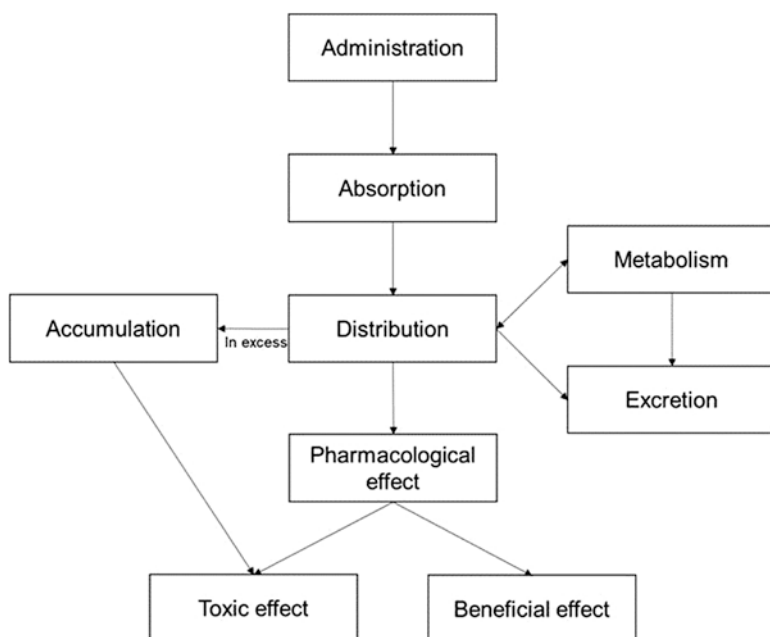 Administration
Absorption
Metabolism
Accumulation
In excess
Distribution
Excretion
Pharmacological
effect
Toxic effect
Beneficial effect